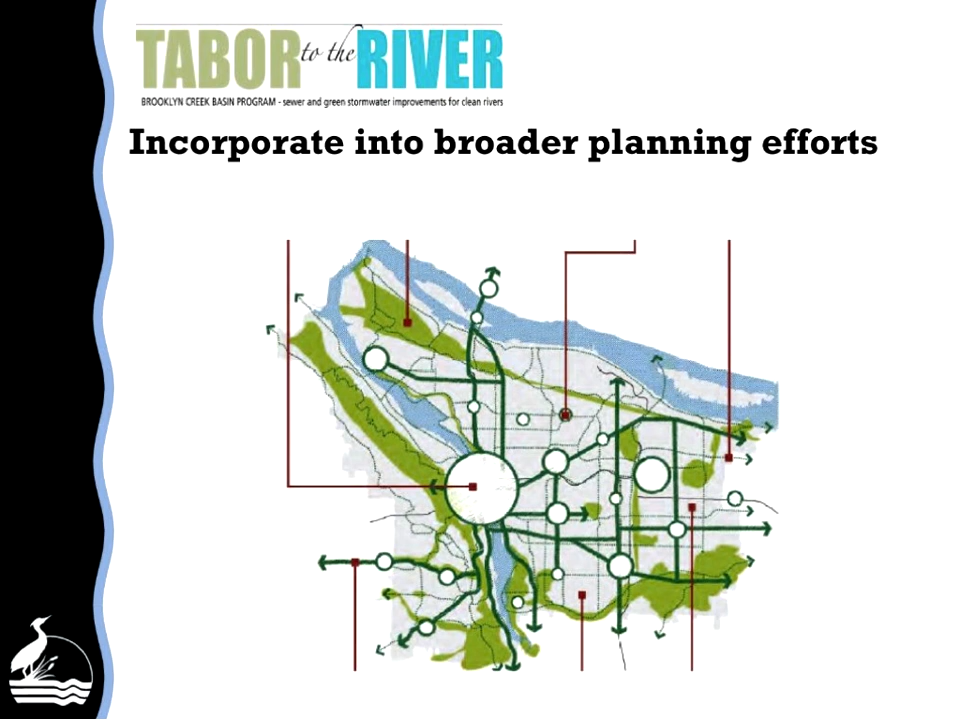 TABOR to the RIVER
BROOKLYN CREEK BASIN PROGRAM - sewer and green stormwater improvements for clean rivers
Incorporate into broader planning efforts